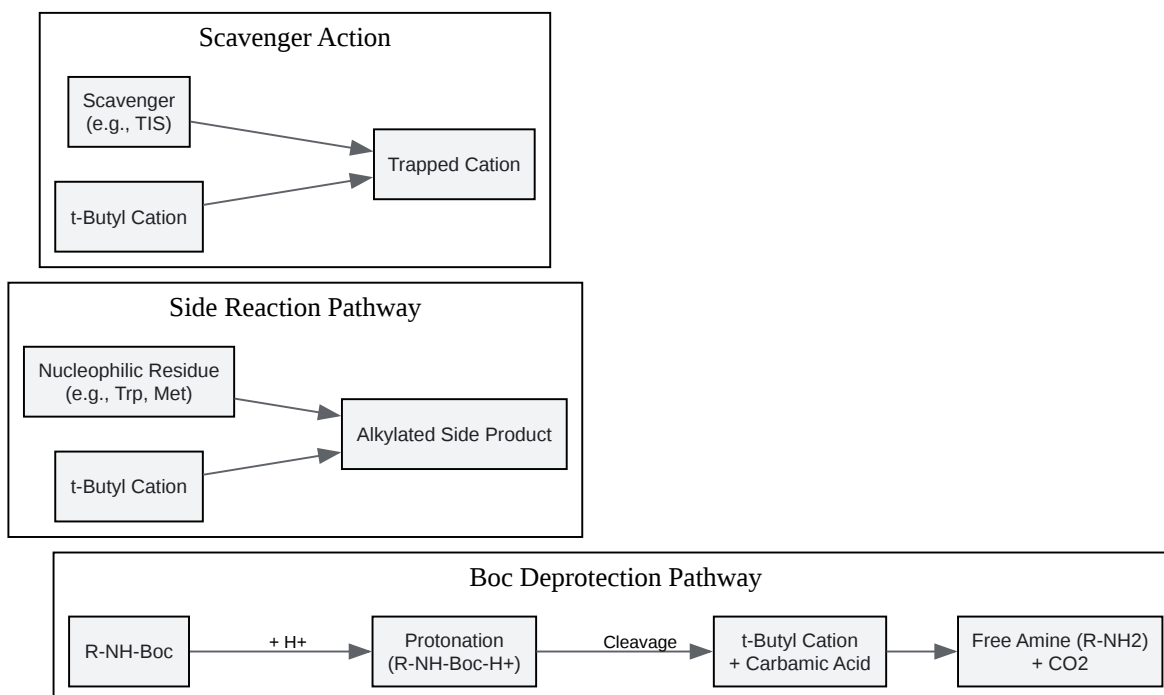 Scavenger Action
Scavenger
(e.g., TIS)
Trapped Cation
t-Butyl Cation
Side Reaction Pathway
Nucleophilic Residue
(e.g., Trp, Met)
Alkylated Side Product
t-Butyl Cation
Boc Deprotection Pathway
R-NH-Boc
+ H+
Protonation
(R-NH-Boc-H+)
Cleavage
t-Butyl Cation
+ Carbamic Acid
Free Amine (R-NH2)
+ CO2